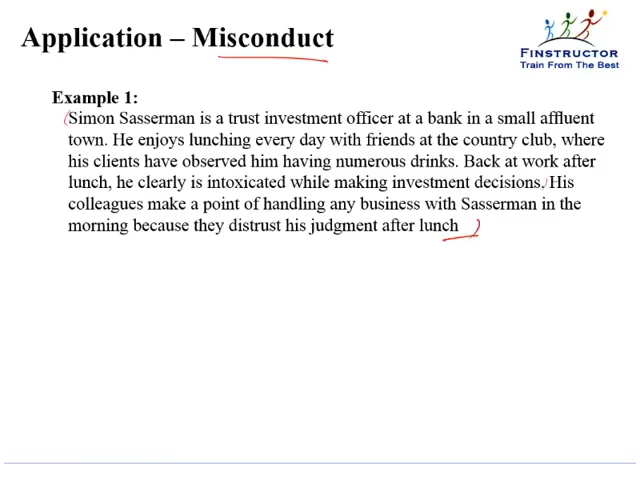 Application – Misconduct
FINSTRUCTOR
TRAIN FROM THE BEST
Example 1:
Simon Sasserman is a trust investment officer at a bank in a small affluent
town. He enjoys lunching every day with friends at the country club, where
his clients have observed him having numerous drinks. Back at work after
lunch, he clearly is intoxicated while making investment decisions. His
colleagues make a point of handling any business with Sasserman in the
morning because they distrust his judgment after lunch